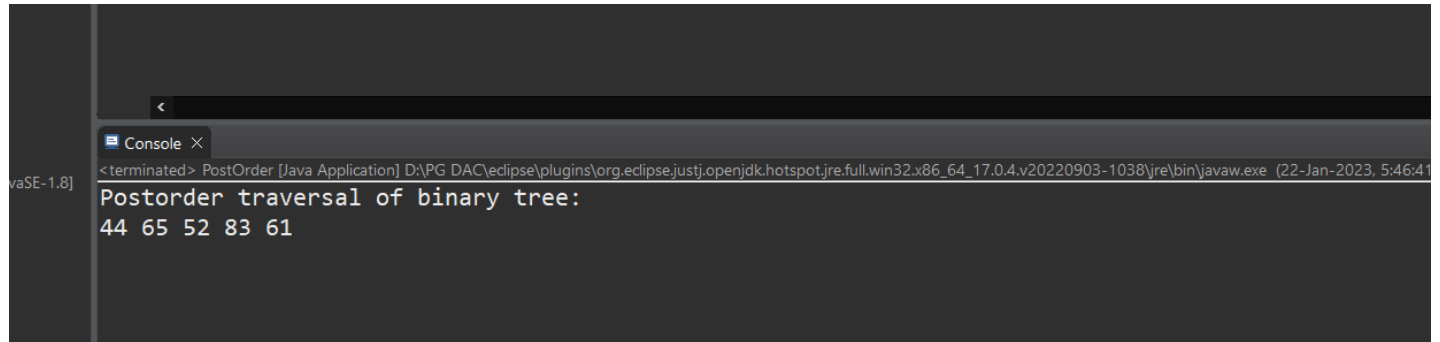 Console
<terminated> PostOrder [Java Application] D:\PG DAC\eclipse\plugins\org.eclipse.justj.openjdk.hotspot.jre.full.win32.x86_64_17.0.4.v20220903-1038\jre\bin\javaw.exe (22-Jan-2023, 5:46:41
vaSE-1.8]
Postorder traversal of binary tree:
44 65 52 83 61